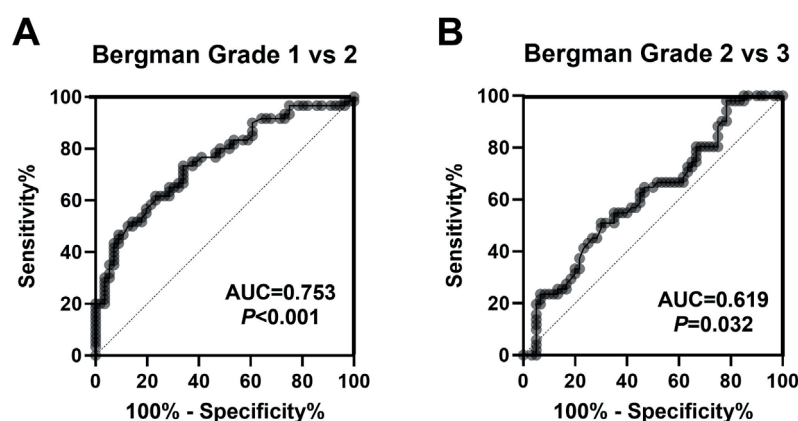 A
Bergman Grade 1 vs 2
Sensitivity%
100
80
60
40
20
0
AUC=0.753
P<0.001
0 20 40 60 80 100
100% - Specificity%
B
Bergman Grade 2 vs 3
Sensitivity%
100
80
60
40
20
0
AUC=0.619
P=0.032
0 20 40 60 80 100
100% - Specificity%